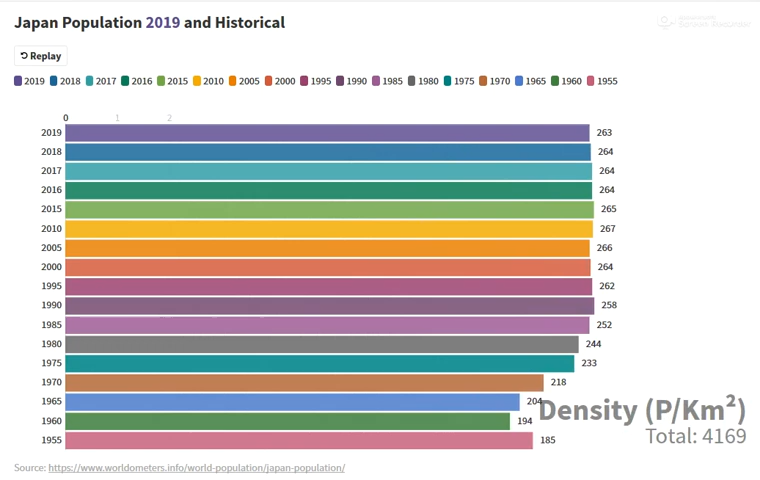 Japan Population 2019 and Historical
Replay
2019 2018 2017 2016 2015 2010 2005 2000 1995 1990 1985 1980 1975 1970 1965 1960 1955
0 1 2
2019 263
2018 264
2017 264
2016 264
2015 265
2010 267
2005 266
2000 264
1995 262
1990 258
1985 252
1980 244
1975 233
1970 218
1965 204
1960 194
1955 185
Density (P/Km²)
Total: 4169
Source: https://www.worldometers.info/world-population/japan-population/